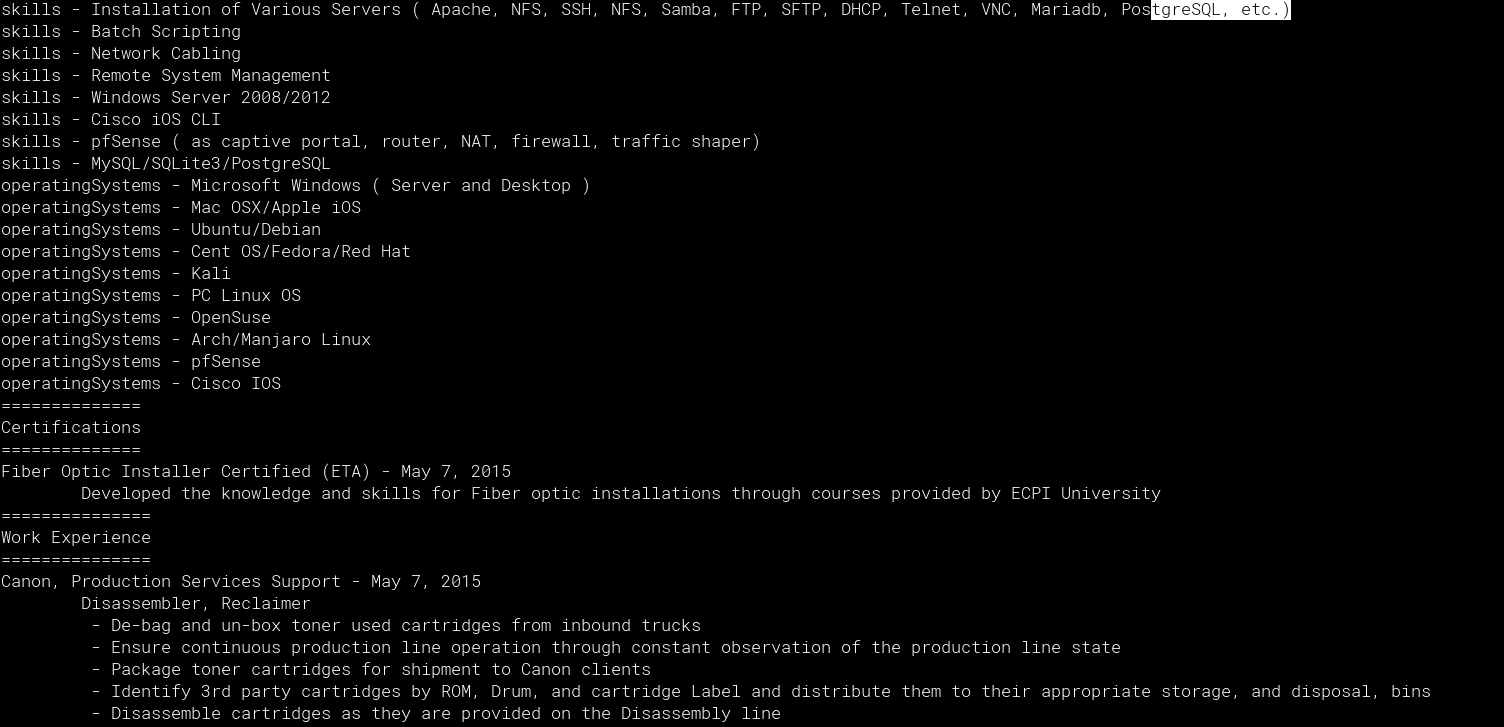 skills - Installation of Various Servers ( Apache, NFS, SSH, NFS, Samba, FTP, SFTP, DHCP, Telnet, VNC, Mariadb, PostgreSQL, etc.)
skills - Batch Scripting
skills - Network Cabling
skills - Remote System Management
skills - Windows Server 2008/2012
skills - Cisco iOS CLI
skills - pfSense ( as captive portal, router, NAT, firewall, traffic shaper)
skills - MySQL/SQLite3/PostgreSQL
operatingSystems - Microsoft Windows ( Server and Desktop )
operatingSystems - Mac OSX/Apple iOS
operatingSystems - Ubuntu/Debian
operatingSystems - Cent OS/Fedora/Red Hat
operatingSystems - Kali
operatingSystems - PC Linux OS
operatingSystems - OpenSuse
operatingSystems - Arch/Manjaro Linux
operatingSystems - pfSense
operatingSystems - Cisco IOS
==============
Certifications
==============
Fiber Optic Installer Certified (ETA) - May 7, 2015
        Developed the knowledge and skills for Fiber optic installations through courses provided by ECPI University
===============
Work Experience
===============
Canon, Production Services Support - May 7, 2015
        Disassembler, Reclaimer
         - De-bag and un-box toner used cartridges from inbound trucks
         - Ensure continuous production line operation through constant observation of the production line state
         - Package toner cartridges for shipment to Canon clients
         - Identify 3rd party cartridges by ROM, Drum, and cartridge Label and distribute them to their appropriate storage, and disposal, bins
         - Disassemble cartridges as they are provided on the Disassembly line